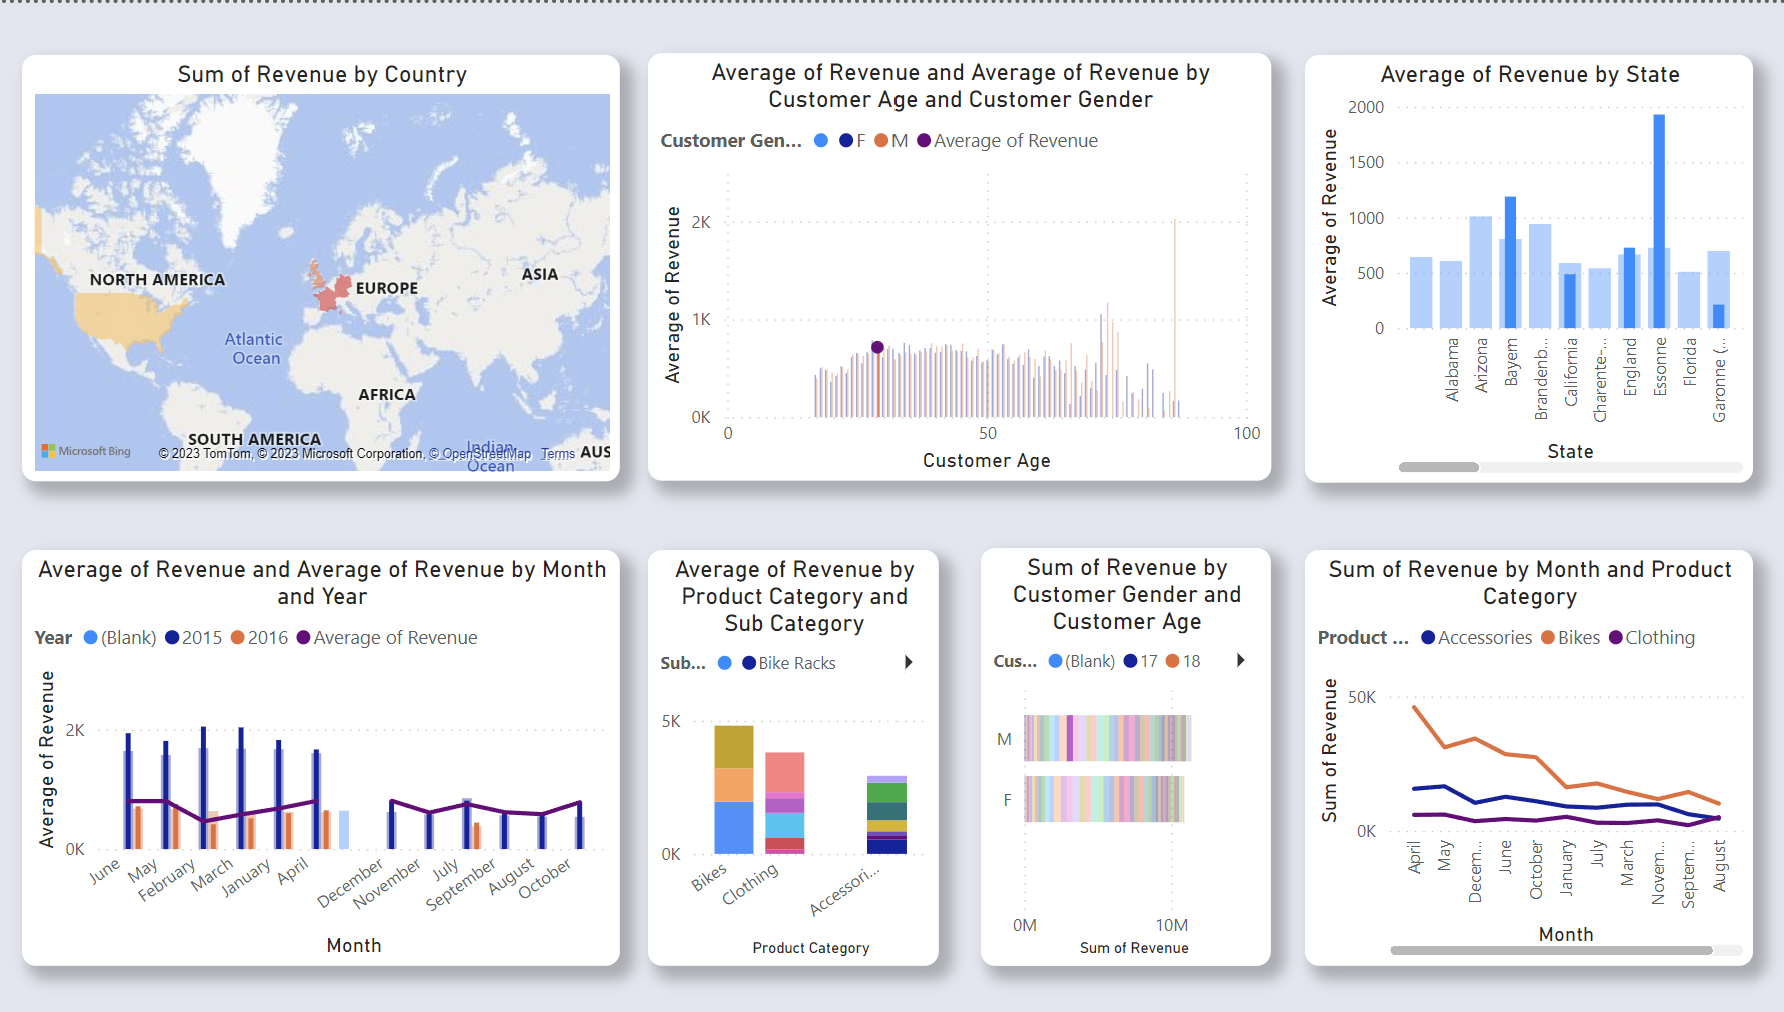 Sum of Revenue by Country
NORTH AMERICA
EUROPE
ASIA
Atlantic
Ocean
AFRICA
SOUTH AMERICA
Indian
Ocean
AUS
Microsoft Bing
© 2023 TomTom, © 2023 Microsoft Corporation, © OpenStreetMap Terms
Average of Revenue and Average of Revenue by
Customer Age and Customer Gender
Customer Gen... F M Average of Revenue
Average of Revenue
2K
1K
0K
0 50 100
Customer Age
Average of Revenue by State
Average of Revenue
2000
1500
1000
500
0
Alabama
Arizona
Bayern
Brandenb...
California
Charente-...
England
Essonne
Florida
Garonne (...
State
Average of Revenue and Average of Revenue by Month
and Year
Year (Blank) 2015 2016 Average of Revenue
Average of Revenue
2K
0K
June
May
February
March
January
April
December
November
July
September
August
October
Month
Average of Revenue by
Product Category and
Sub Category
Sub... Bike Racks
5K
0K
Bikes
Clothing
Accessori...
Product Category
Sum of Revenue by
Customer Gender and
Customer Age
Cus... (Blank) 17 18
M
F
0M 10M
Sum of Revenue
Sum of Revenue by Month and Product
Category
Product ... Accessories Bikes Clothing
Sum of Revenue
50K
0K
April
May
Decem...
June
October
January
July
March
Novem...
Septem...
August
Month